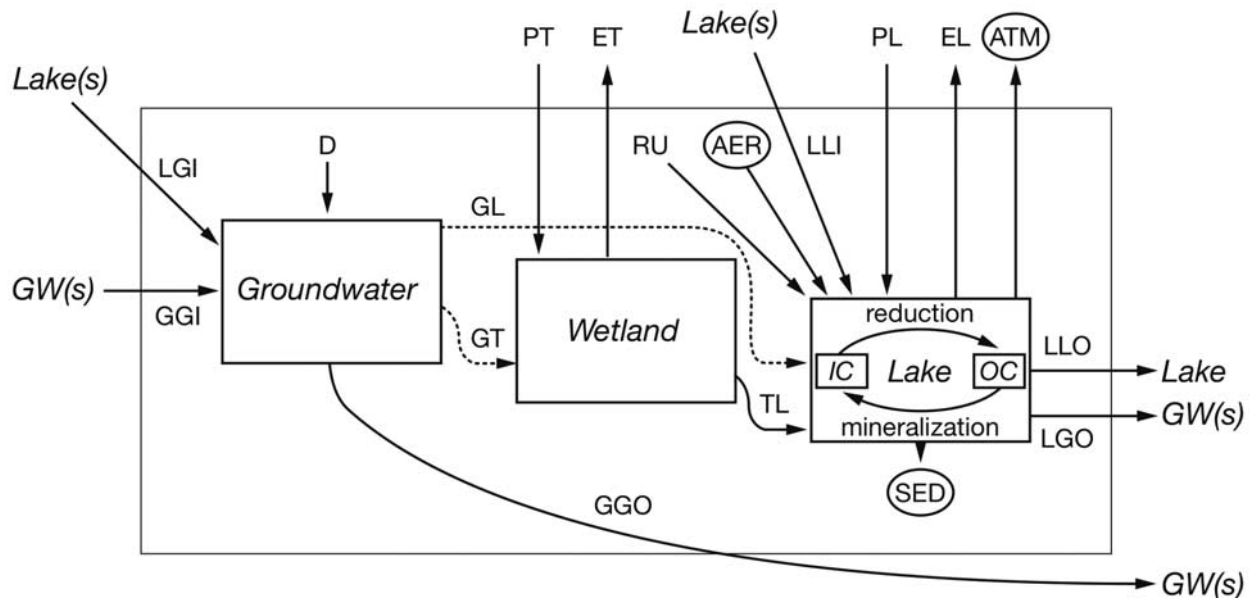 Lake(s)
PT
ET
Lake(s)
PL
EL
ATM
LGI
D
RU
AER
LLI
GL
GW(s)
GGI
Groundwater
GT
Wetland
TL
reduction
IC
Lake
OC
mineralization
LLO
Lake
GW(s)
LGO
SED
GGO
GW(s)